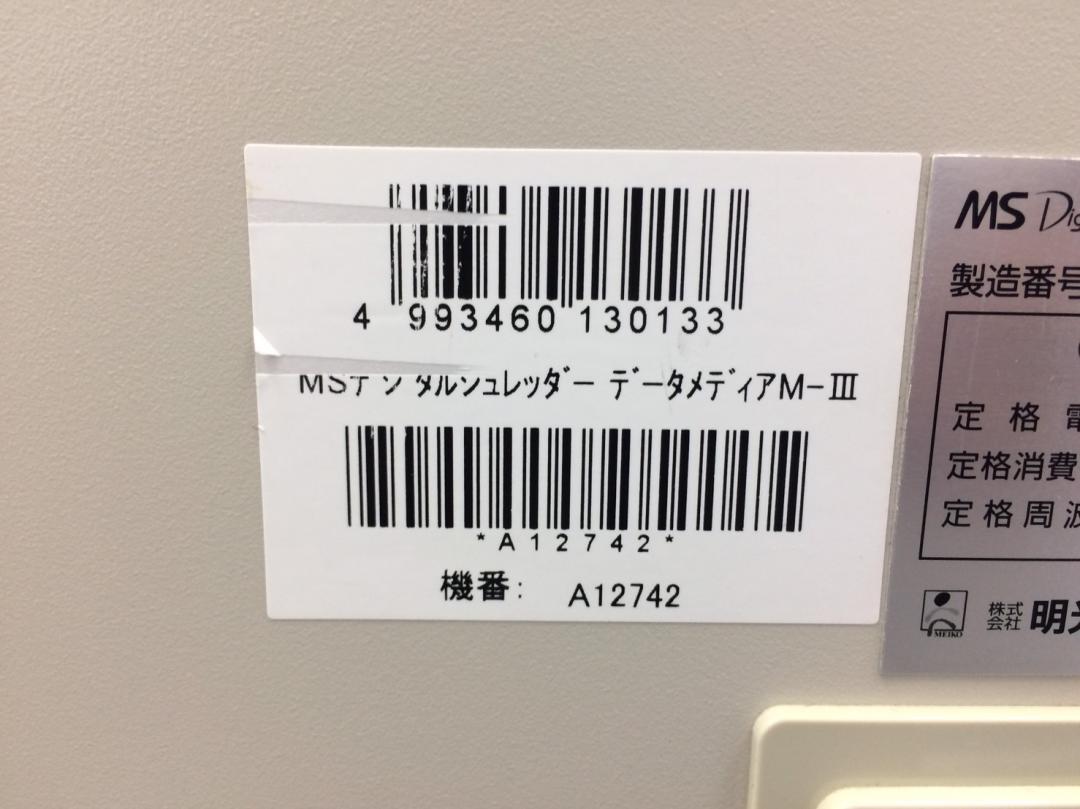 4 993460 130133
MSデジタルシュレッダー データメディアM-III
*A12742*
機番: A12742
MS
製造番号
定格
定格消費
定格周波
MEIKO
株式会社 明光